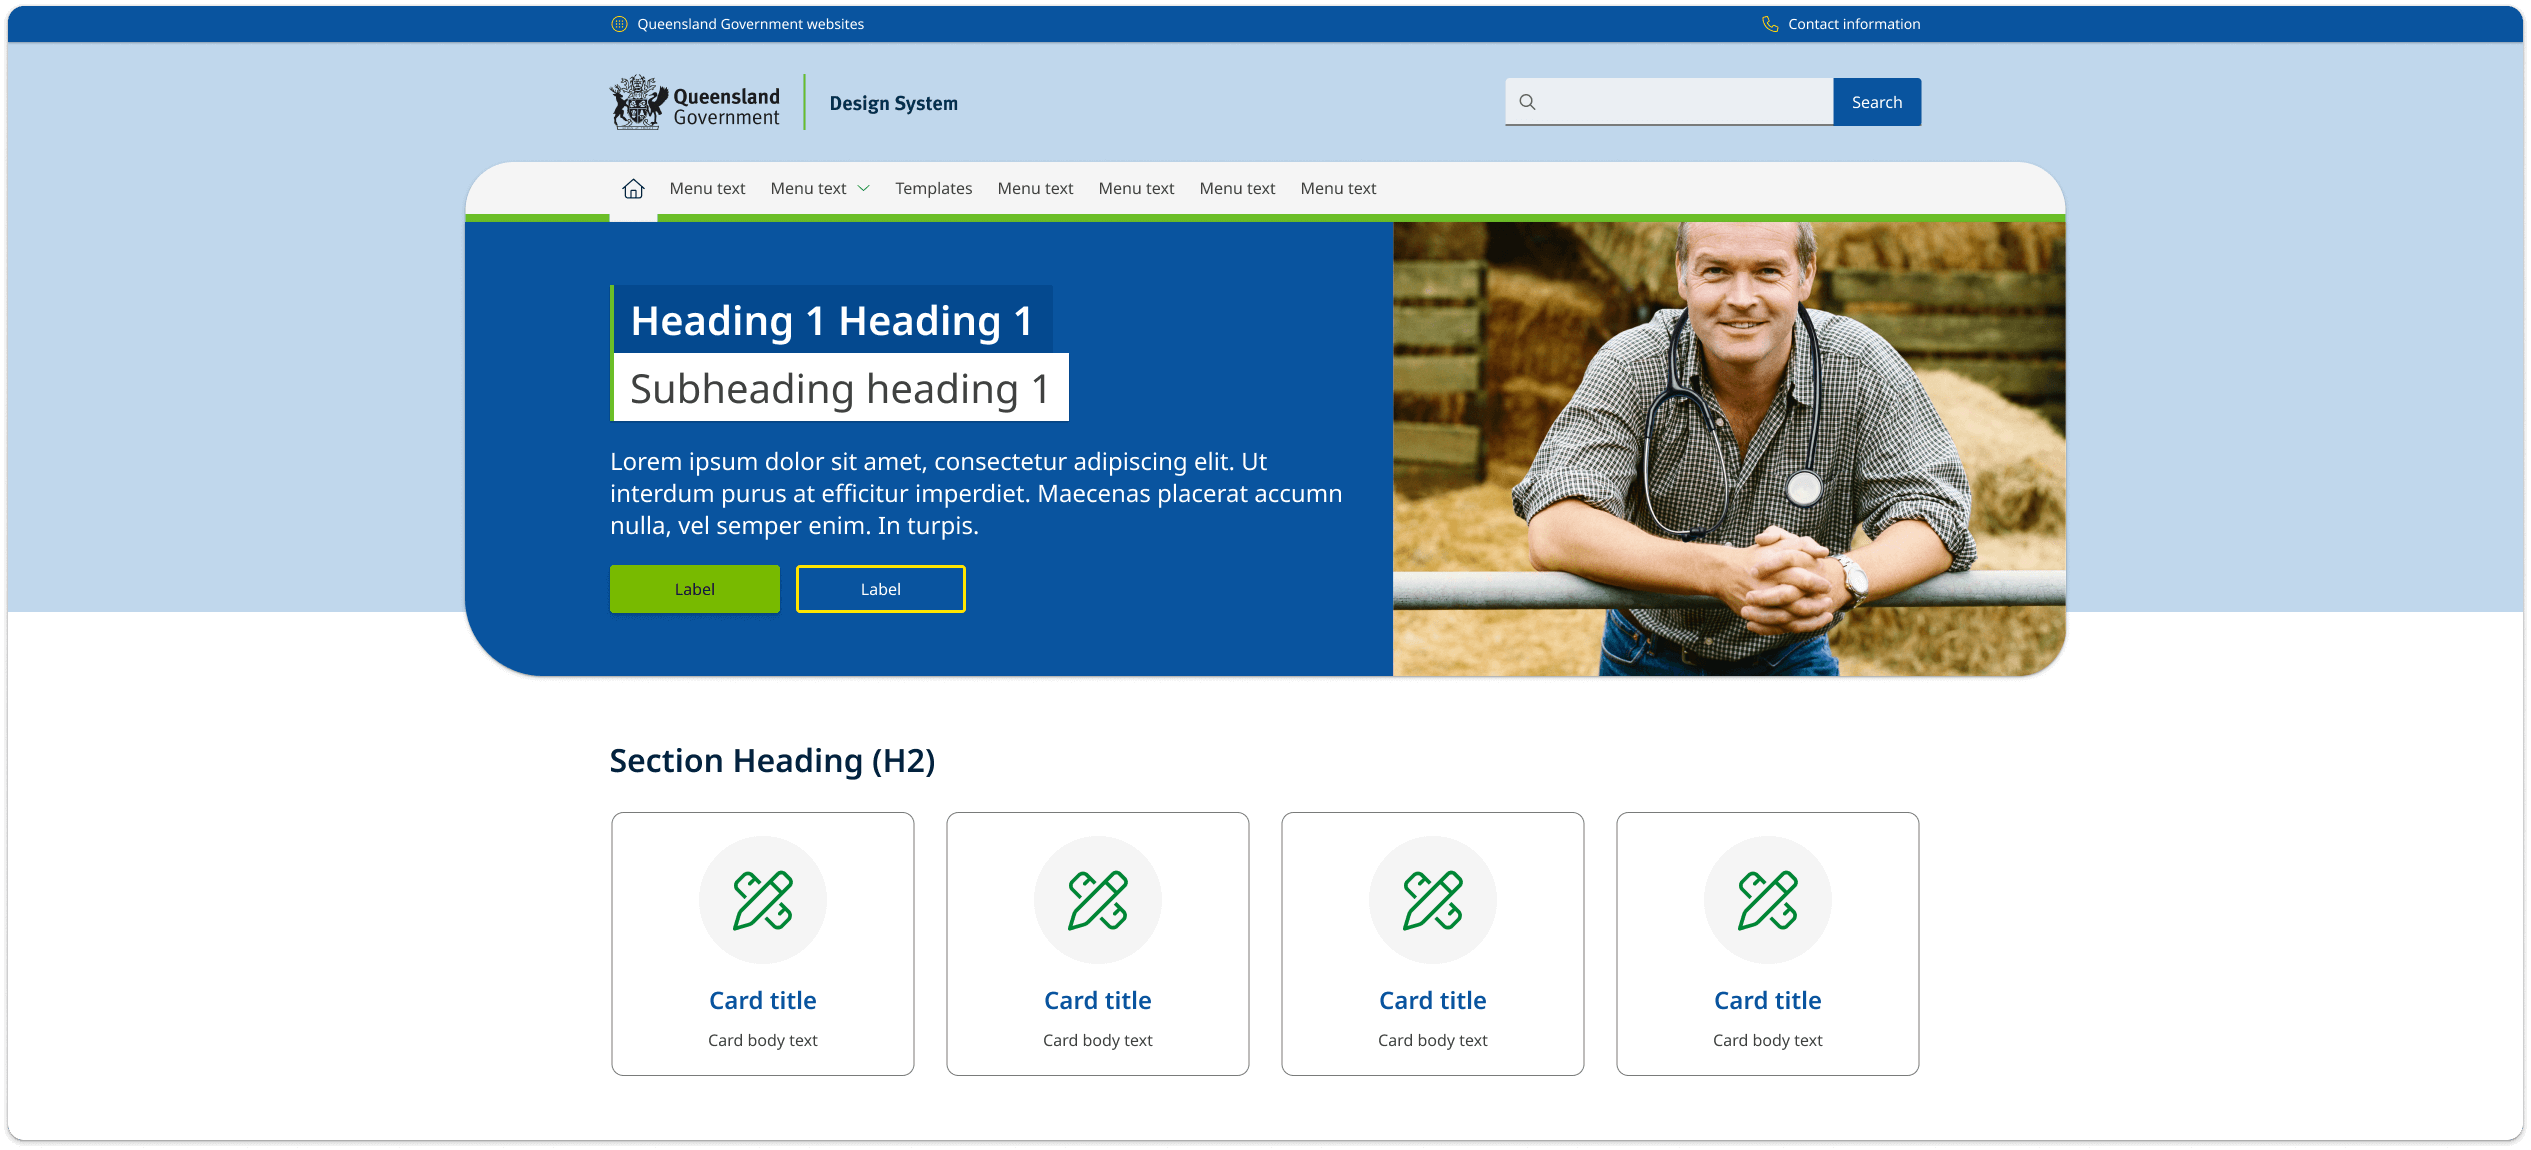 Queensland Government websites
Contact information
Queensland
Government
Design System
Search
Menu text
Menu text
Templates
Menu text
Menu text
Menu text
Menu text
Heading 1 Heading 1
Subheading heading 1
Lorem ipsum dolor sit amet, consectetur adipiscing elit. Ut
interdum purus at efficitur imperdiet. Maecenas placerat accumn
nulla, vel semper enim. In turpis.
Label
Label
Section Heading (H2)
Card title
Card body text
Card title
Card body text
Card title
Card body text
Card title
Card body text